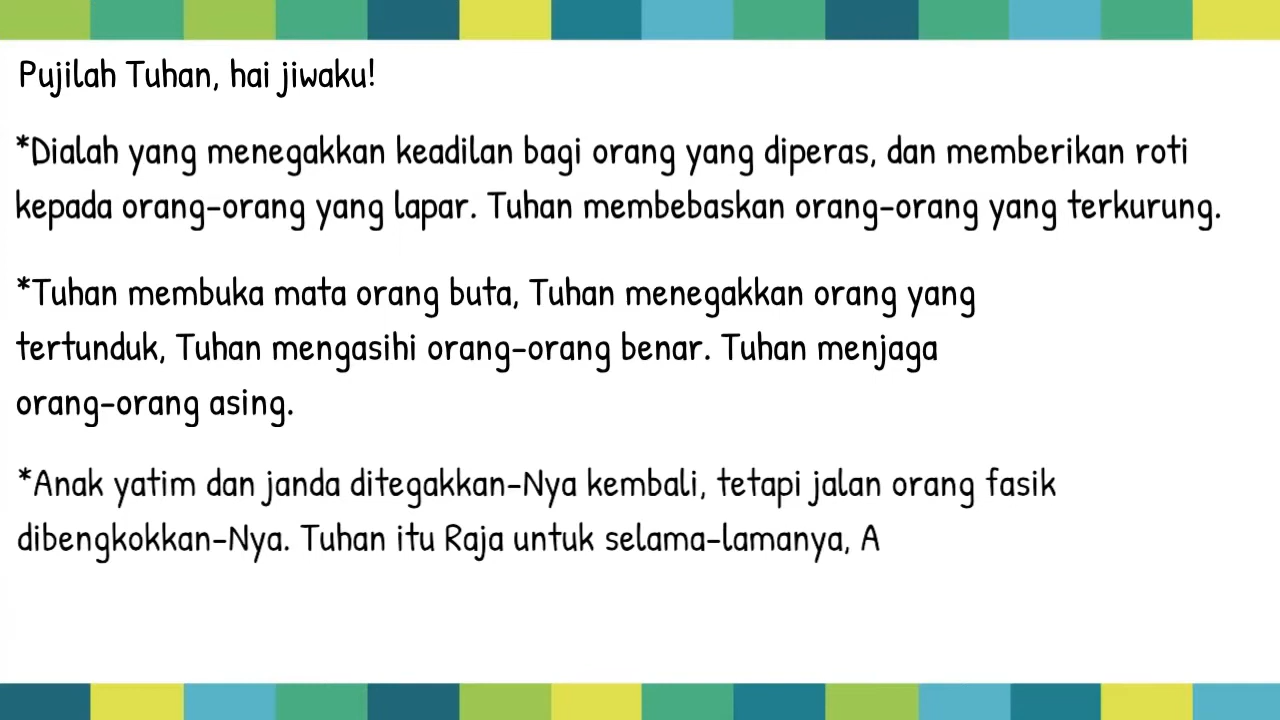 Pujilah Tuhan, hai jiwaku!
*Dialah yang menegakkan keadilan bagi orang yang diperas, dan memberikan roti
kepada orang-orang yang lapar. Tuhan membebaskan orang-orang yang terkurung.
*Tuhan membuka mata orang buta, Tuhan menegakkan orang yang
tertunduk, Tuhan mengasihi orang-orang benar. Tuhan menjaga
orang-orang asing.
*Anak yatim dan janda ditegakkan-Nya kembali, tetapi jalan orang fasik
dibengkokkan-Nya. Tuhan itu Raja untuk selama-lamanya, A